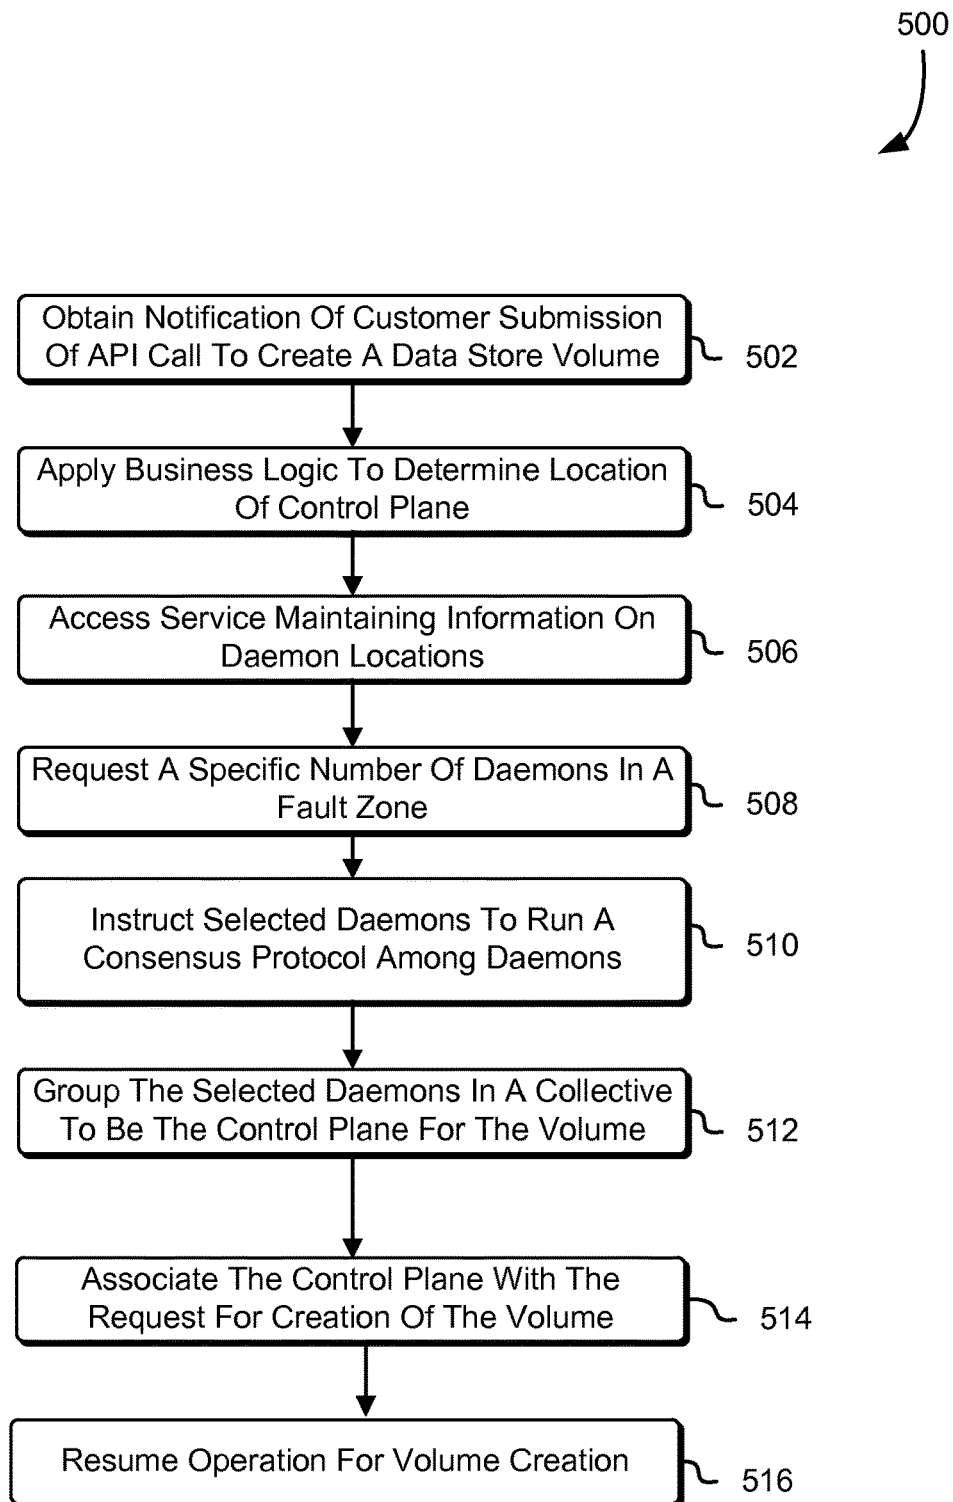 500
Obtain Notification Of Customer Submission
Of API Call To Create A Data Store Volume
502
Apply Business Logic To Determine Location
Of Control Plane
504
Access Service Maintaining Information On
Daemon Locations
506
Request A Specific Number Of Daemons In A
Fault Zone
508
Instruct Selected Daemons To Run A
Consensus Protocol Among Daemons
510
Group The Selected Daemons In A Collective
To Be The Control Plane For The Volume
512
Associate The Control Plane With The
Request For Creation Of The Volume
514
Resume Operation For Volume Creation
516